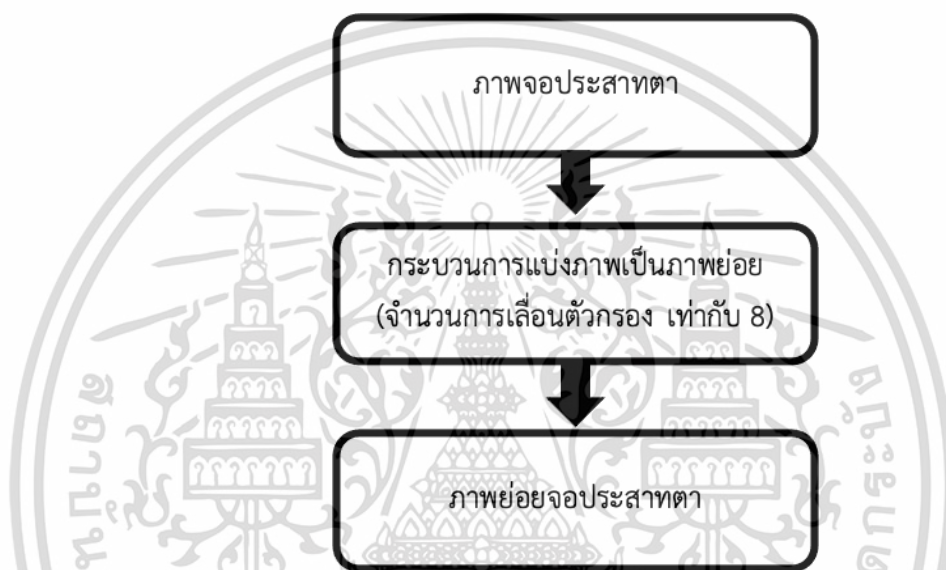 ภาพจอประสาทตา
กระบวนการแบ่งภาพเป็นภาพย่อย
(จำนวนการเลื่อนตัวกรอง เท่ากับ 8)
ภาพย่อยจอประสาทตา